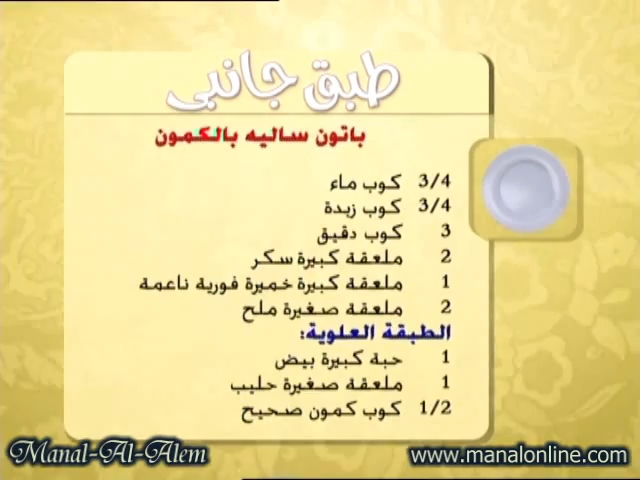 طبق جانبي
باتون ساليه بالكمون
3/4 كوب ماء
3/4 كوب زبدة
3 كوب دقيق
2 ملعقة كبيرة سكر
1 ملعقة كبيرة خميرة فورية ناعمة
2 ملعقة صغيرة ملح
الطبقة العلوية:
1 حبة كبيرة بيض
1 ملعقة صغيرة حليب
1/2 كوب كمون صحيح
Manal-Al-Alem
www.manalonline.com